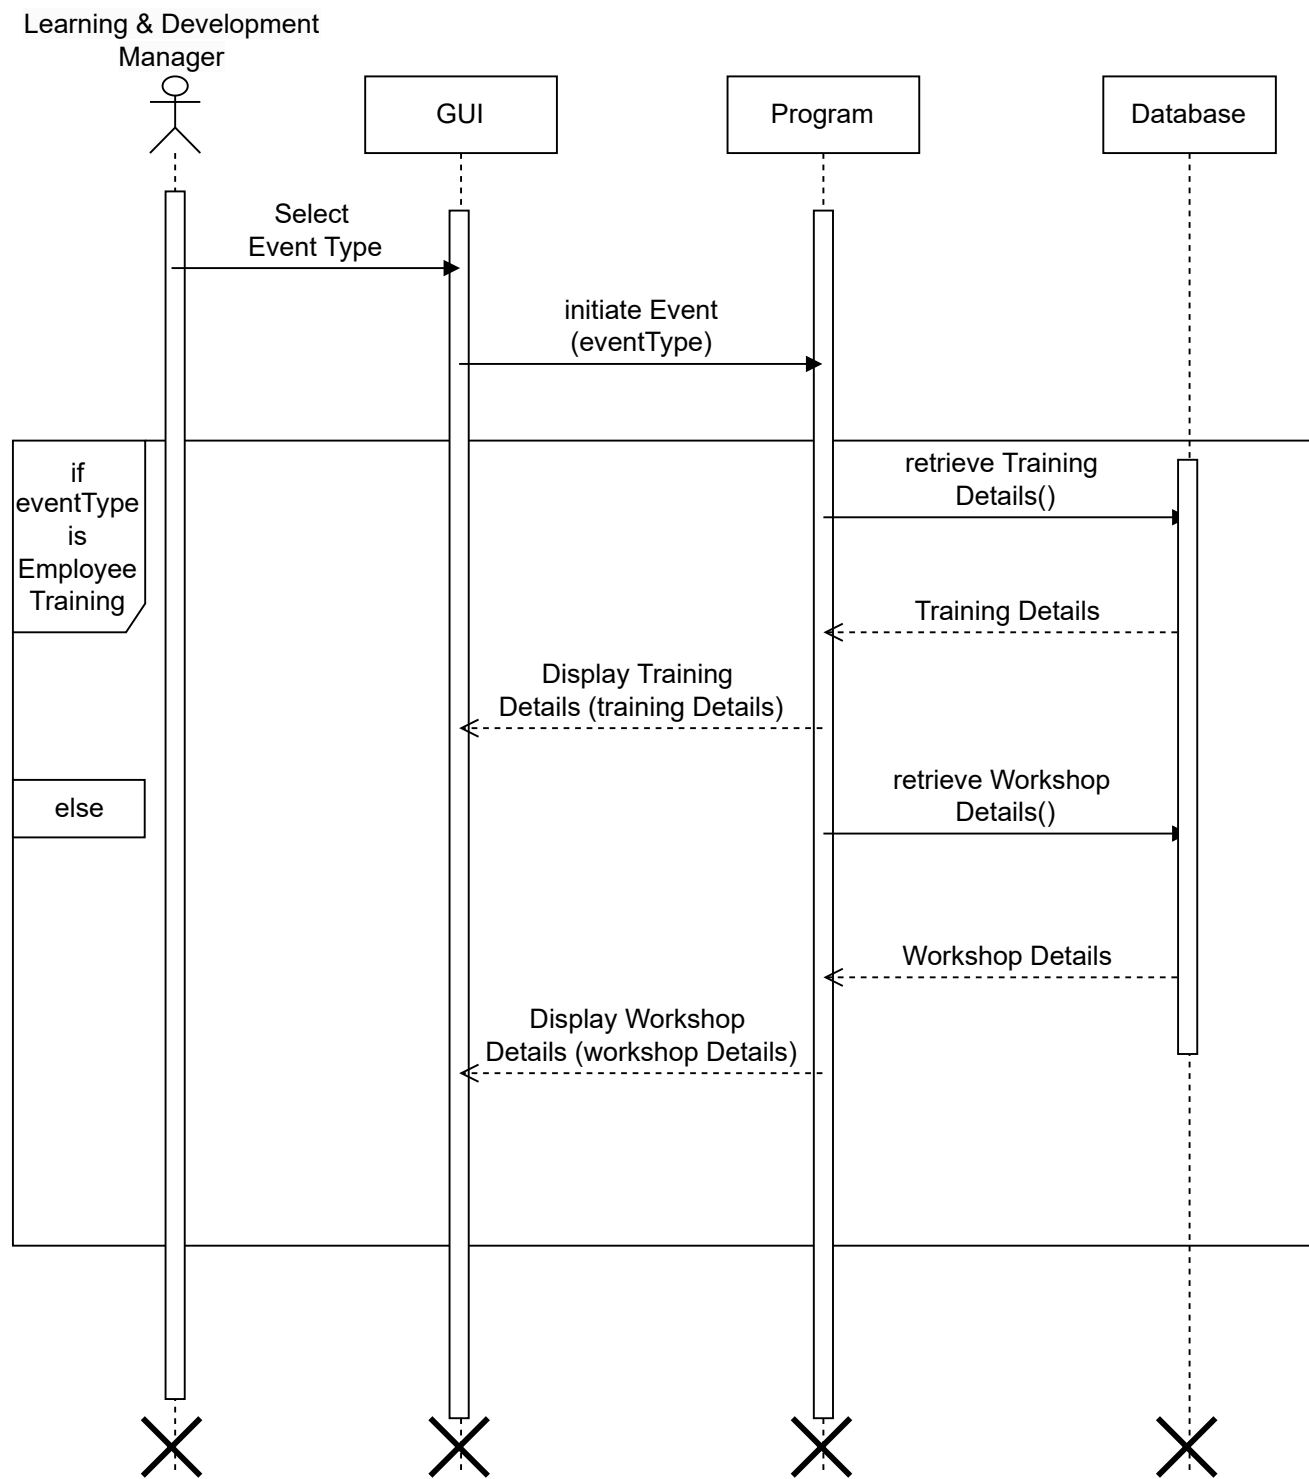 Learning & Development
Manager
GUI
Program
Database
Select
Event Type
initiate Event
(eventType)
if
eventType
is
Employee
Training
retrieve Training
Details()
Training Details
Display Training
Details (training Details)
else
retrieve Workshop
Details()
Workshop Details
Display Workshop
Details (workshop Details)